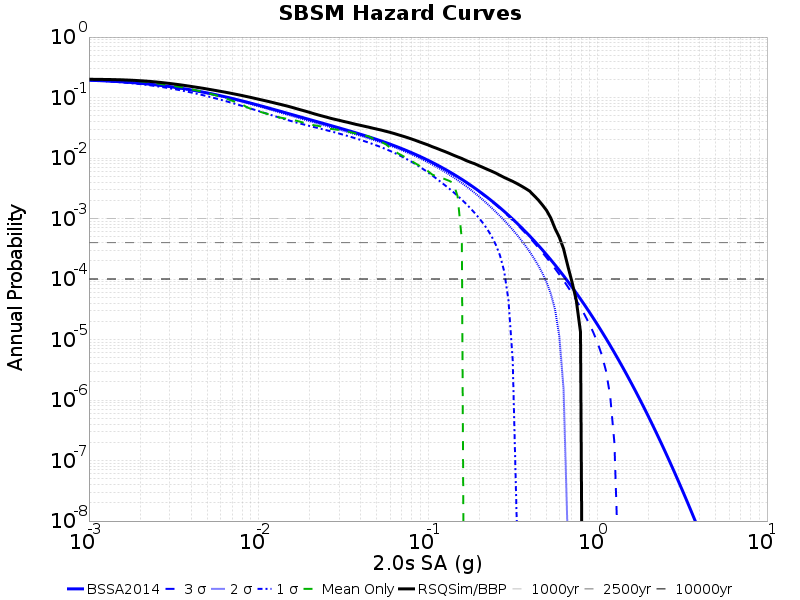 SBSM Hazard Curves
Annual Probability
10^0
10^-1
10^-2
10^-3
10^-4
10^-5
10^-6
10^-7
10^-8
10^-3 10^-2 10^-1 10^0 10^1
2.0s SA (g)
BSSA2014 3 σ 2 σ 1 σ Mean Only RSQSim/BBP 1000yr 2500yr 10000yr